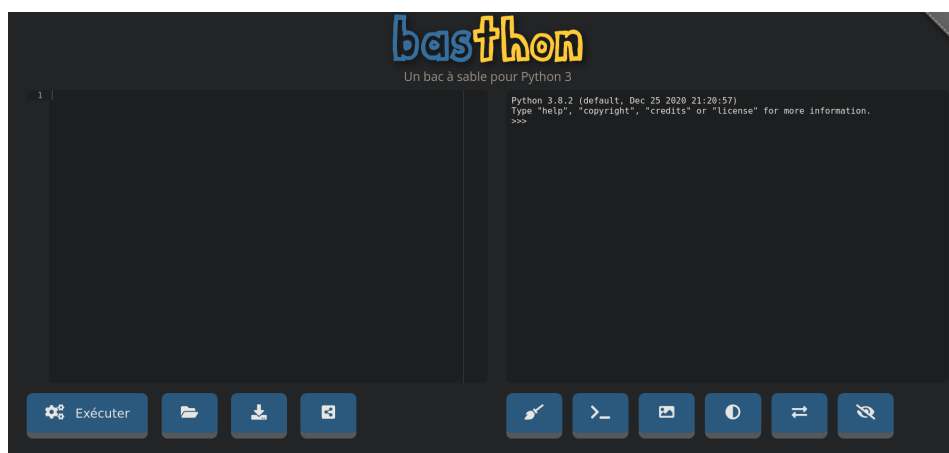 basthon
Un bac à sable pour Python 3
1
Python 3.8.2 (default, Dec 25 2020 21:20:57)
Type "help", "copyright", "credits" or "license" for more information.
>>>
Exécuter